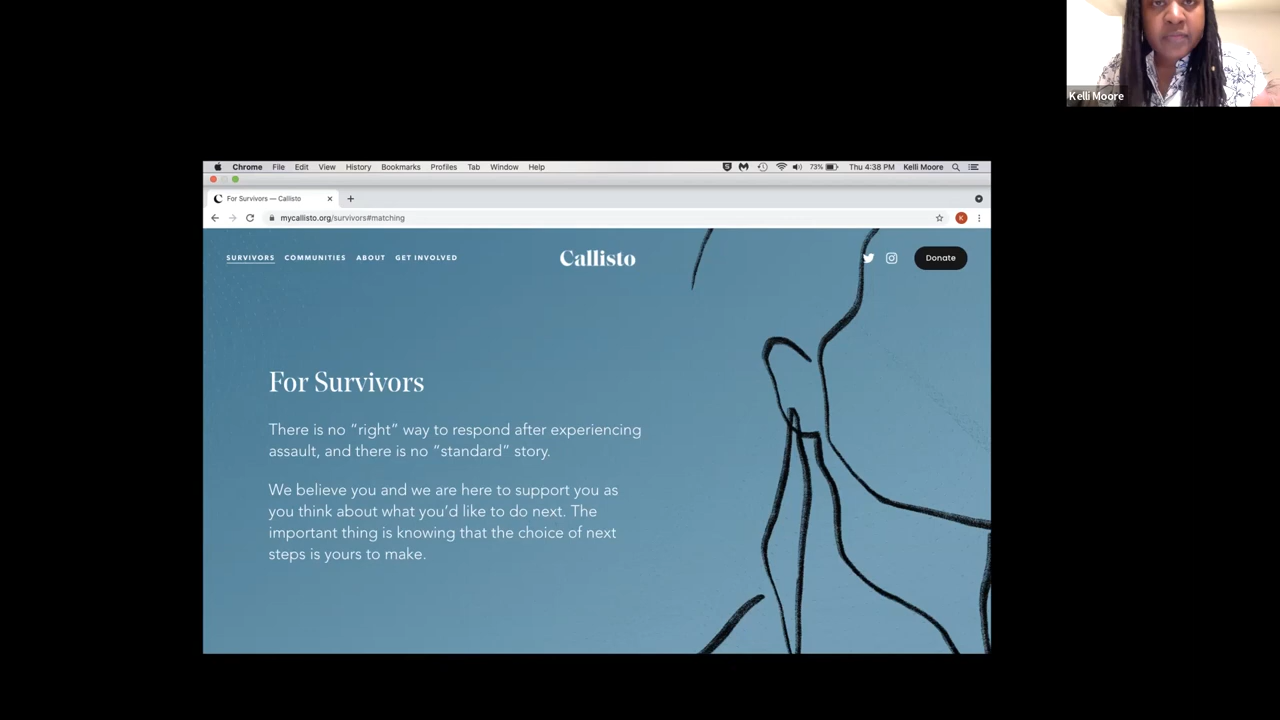 Kelli Moore
Chrome File Edit View History Bookmarks Profiles Tab Window Help 73% Thu 4:38 PM Kelli Moore
For Survivors — Callisto
mycallisto.org/survivors#matching
K
SURVIVORS COMMUNITIES ABOUT GET INVOLVED Callisto Donate
For Survivors
There is no “right” way to respond after experiencing
assault, and there is no “standard” story.
We believe you and we are here to support you as
you think about what you’d like to do next. The
important thing is knowing that the choice of next
steps is yours to make.